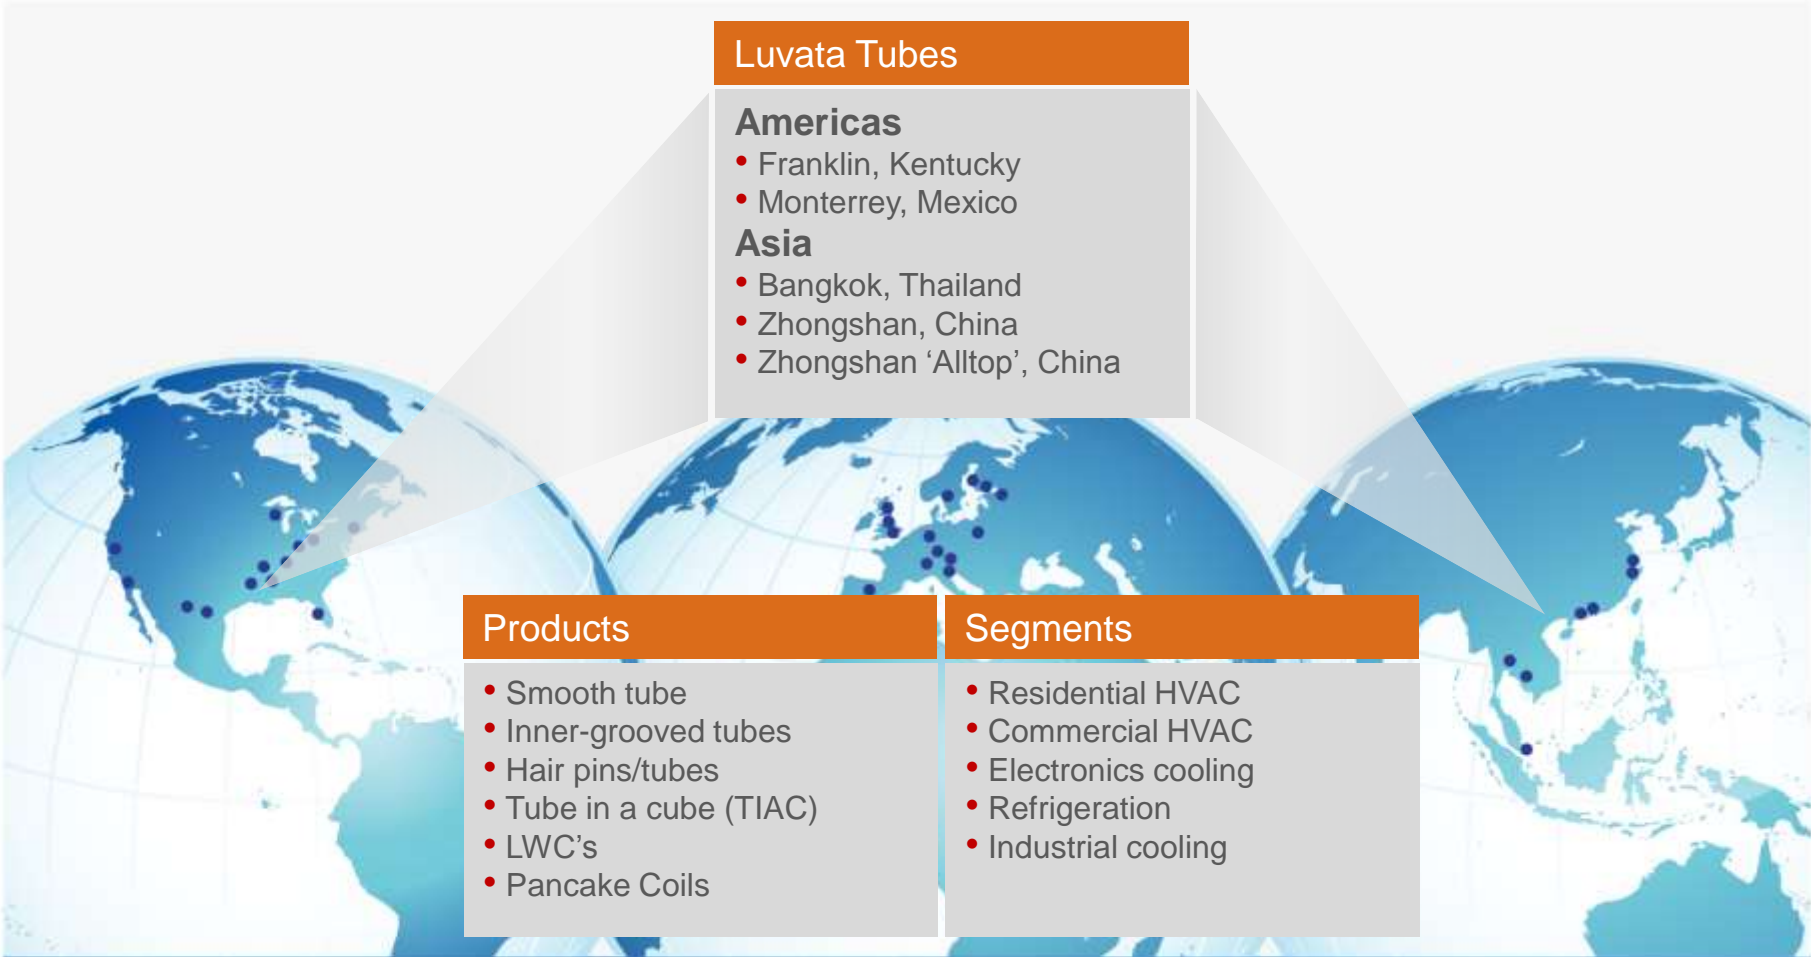 Luvata Tubes
Americas
• Franklin, Kentucky
• Monterrey, Mexico
Asia
• Bangkok, Thailand
• Zhongshan, China
• Zhongshan ‘Alltop’, China
Products
• Smooth tube
• Inner-grooved tubes
• Hair pins/tubes
• Tube in a cube (TIAC)
• LWC’s
• Pancake Coils
Segments
• Residential HVAC
• Commercial HVAC
• Electronics cooling
• Refrigeration
• Industrial cooling